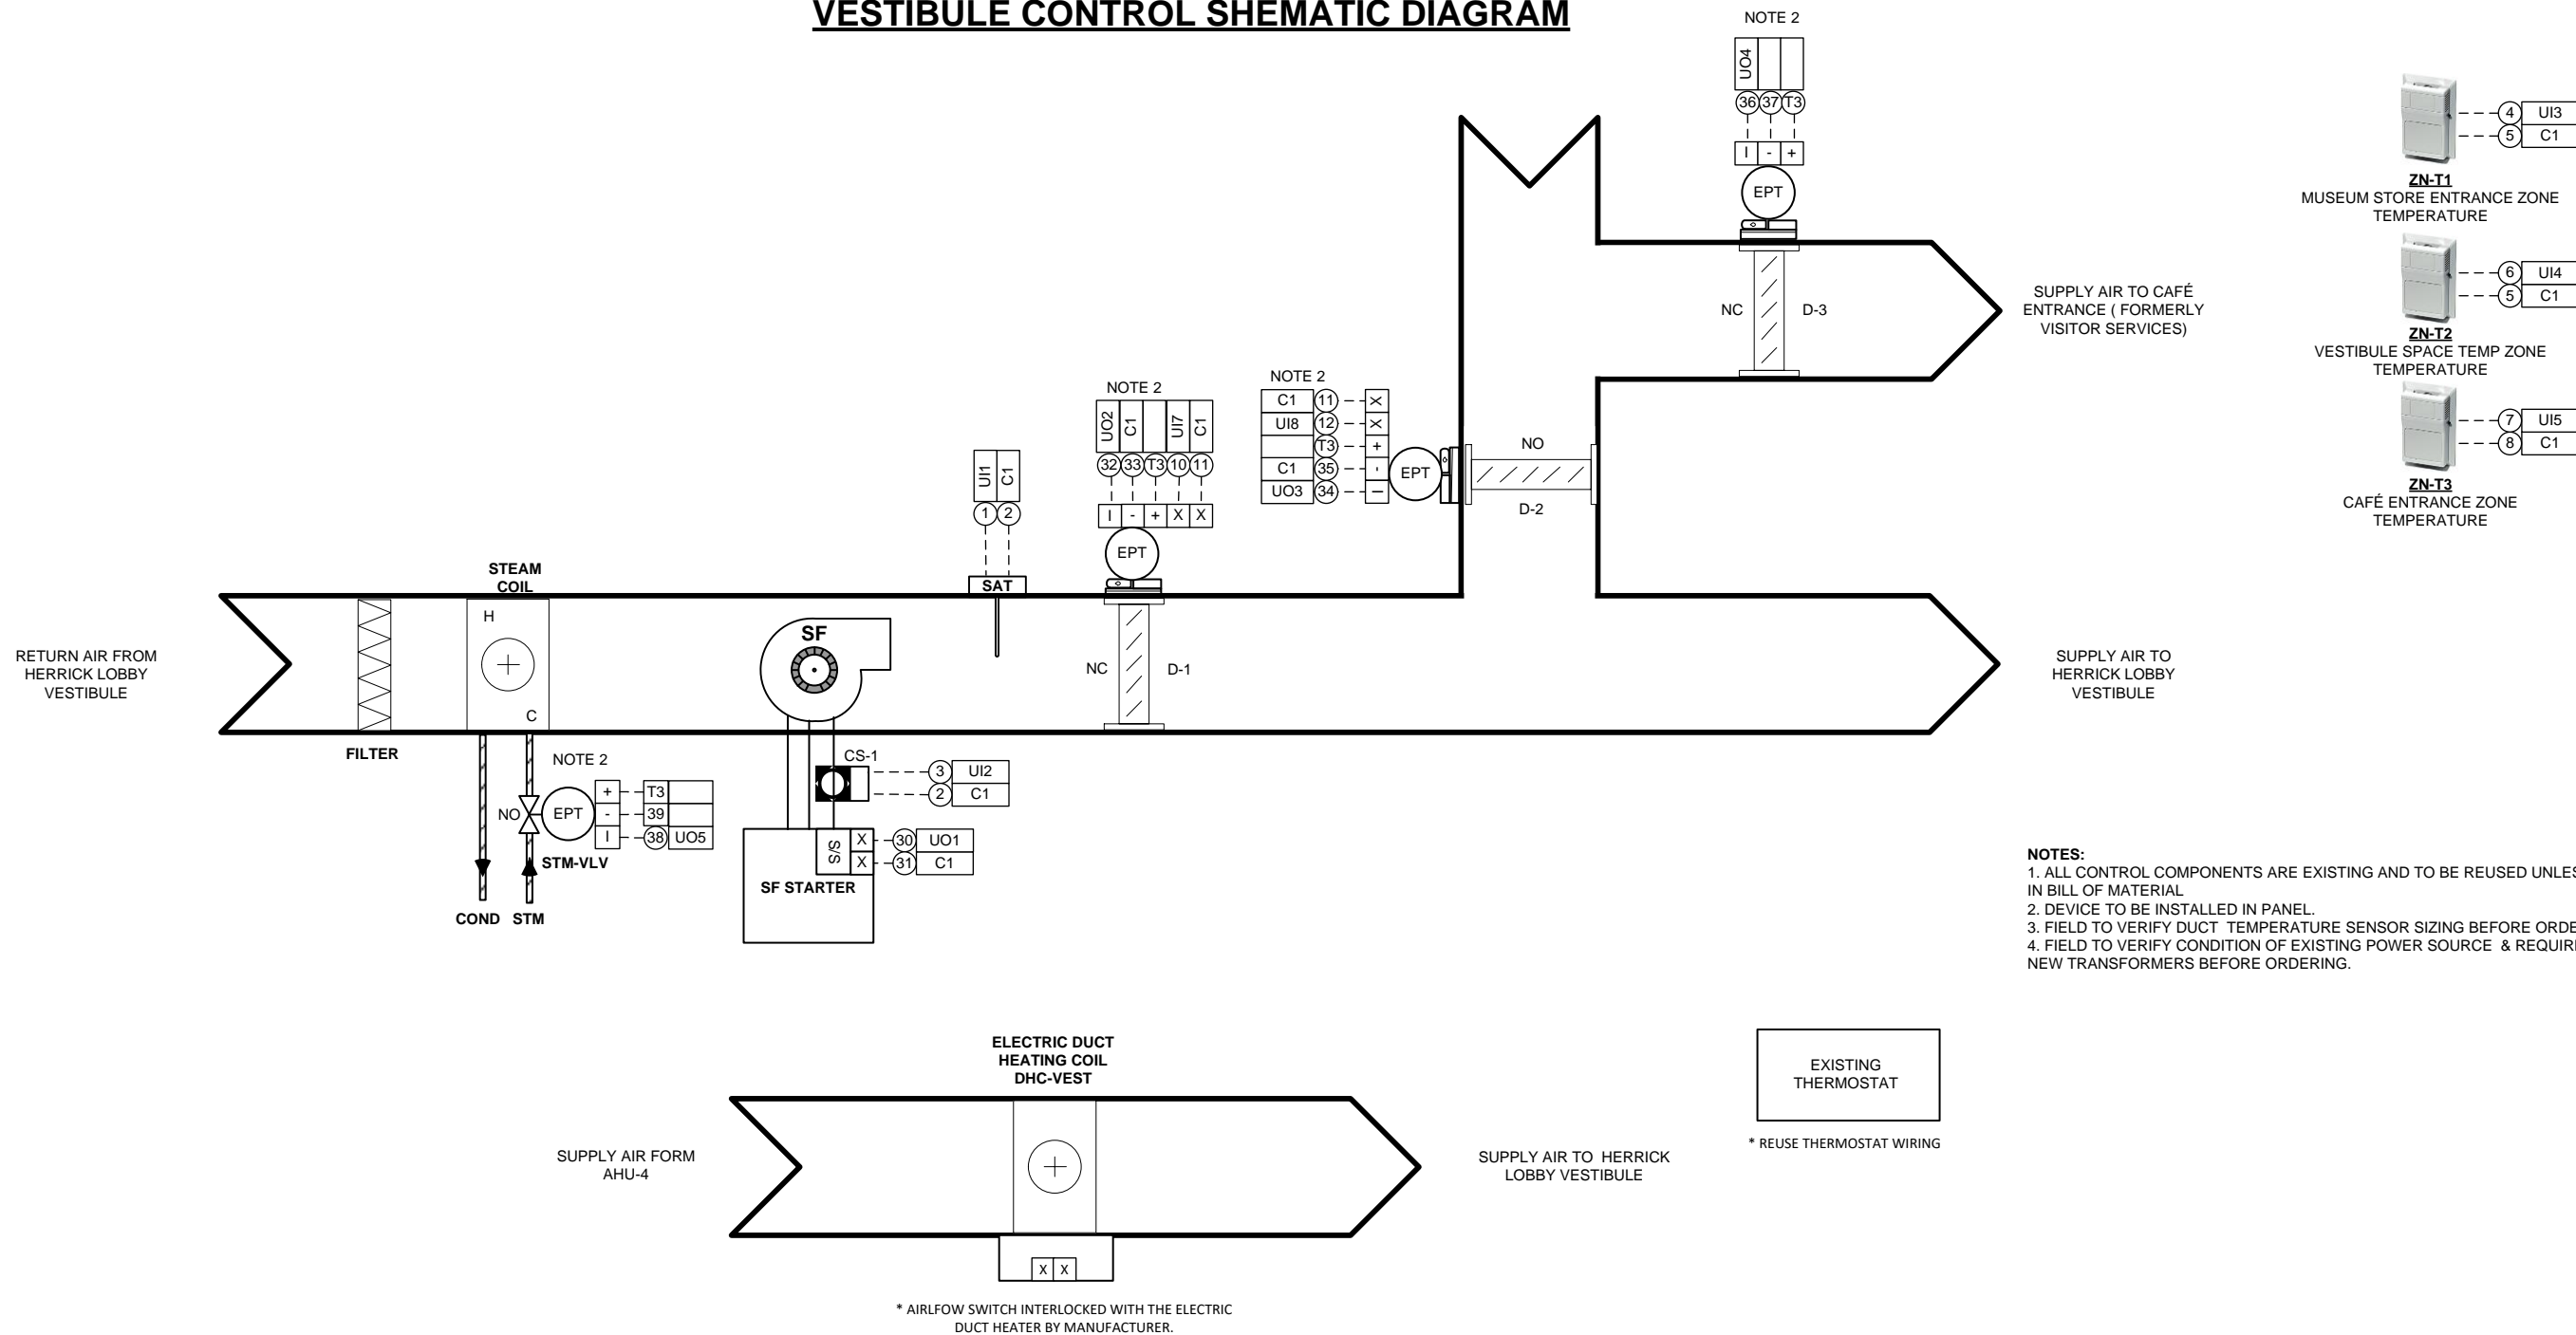 VESTIBULE CONTROL SHEMATIC DIAGRAM
NOTE 2
UO4
36 37 T3
I - +
EPT
NC
D-3
SUPPLY AIR TO CAFÉ
ENTRANCE ( FORMERLY
VISITOR SERVICES)
4 UI3
5 C1
ZN-T1
MUSEUM STORE ENTRANCE ZONE
TEMPERATURE
6 UI4
5 C1
ZN-T2
VESTIBULE SPACE TEMP ZONE
TEMPERATURE
7 UI5
8 C1
ZN-T3
CAFÉ ENTRANCE ZONE
TEMPERATURE
NOTE 2
C1 11 X
UI8 12 X
T3 +
C1 35 -
UO3 34 I
EPT
NO
D-2
NOTE 2
UO2 C1 UI7 C1
32 33 T3 10 11
I - + X X
EPT
NC
D-1
UI1 C1
1 2
SAT
STEAM
COIL
H
C
SF
RETURN AIR FROM
HERRICK LOBBY
VESTIBULE
SUPPLY AIR TO
HERRICK LOBBY
VESTIBULE
FILTER
NOTE 2
NO
EPT
+ T3
- 39
I 38 UO5
STM-VLV
COND STM
CS-1
3 UI2
2 C1
S/S
X 30 UO1
X 31 C1
SF STARTER
NOTES:
1. ALL CONTROL COMPONENTS ARE EXISTING AND TO BE REUSED UNLES
IN BILL OF MATERIAL
2. DEVICE TO BE INSTALLED IN PANEL.
3. FIELD TO VERIFY DUCT TEMPERATURE SENSOR SIZING BEFORE ORDE
4. FIELD TO VERIFY CONDITION OF EXISTING POWER SOURCE & REQUIR
NEW TRANSFORMERS BEFORE ORDERING.
ELECTRIC DUCT
HEATING COIL
DHC-VEST
SUPPLY AIR FORM
AHU-4
SUPPLY AIR TO HERRICK
LOBBY VESTIBULE
X X
* AIRLFOW SWITCH INTERLOCKED WITH THE ELECTRIC
DUCT HEATER BY MANUFACTURER.
EXISTING
THERMOSTAT
* REUSE THERMOSTAT WIRING